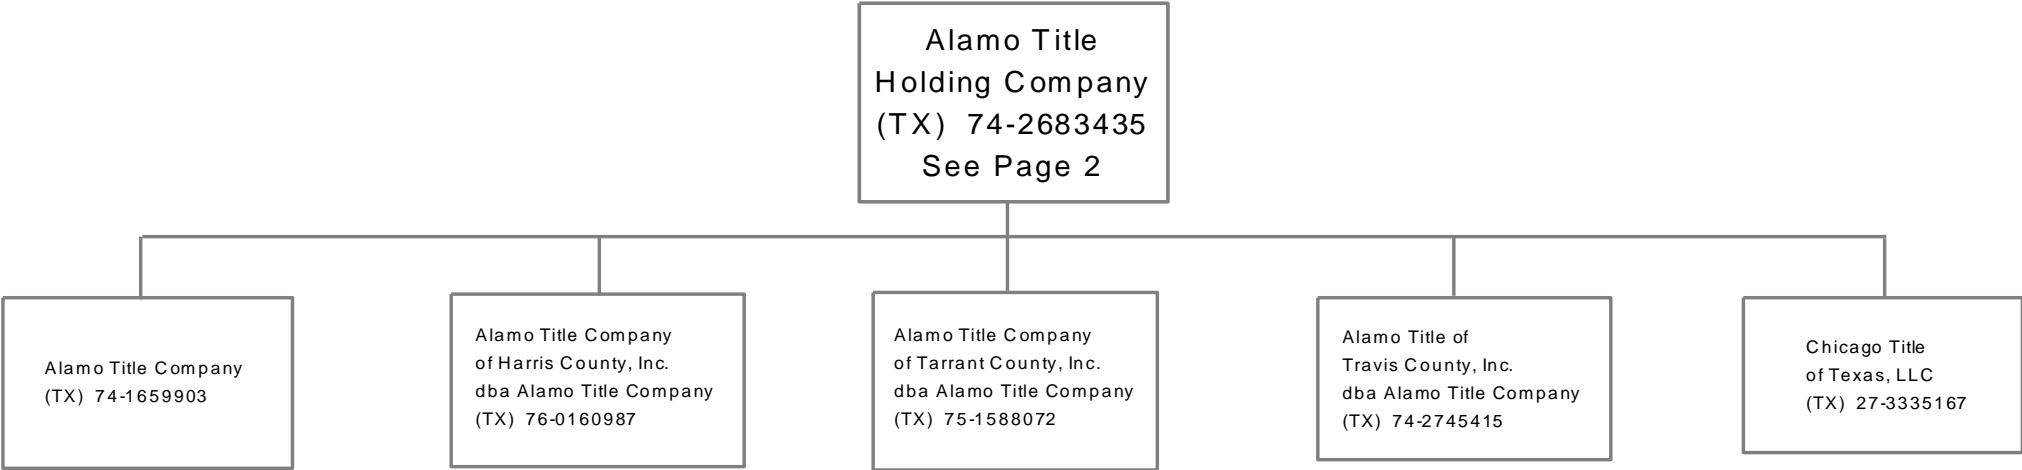 Alamo Title
Holding Company
(TX) 74-2683435
See Page 2
Alamo Title Company
(TX) 74-1659903
Alamo Title Company
of Harris County, Inc.
dba Alamo Title Company
(TX) 76-0160987
Alamo Title Company
of Tarrant County, Inc.
dba Alamo Title Company
(TX) 75-1588072
Alamo Title of
Travis County, Inc.
dba Alamo Title Company
(TX) 74-2745415
Chicago Title
of Texas, LLC
(TX) 27-3335167